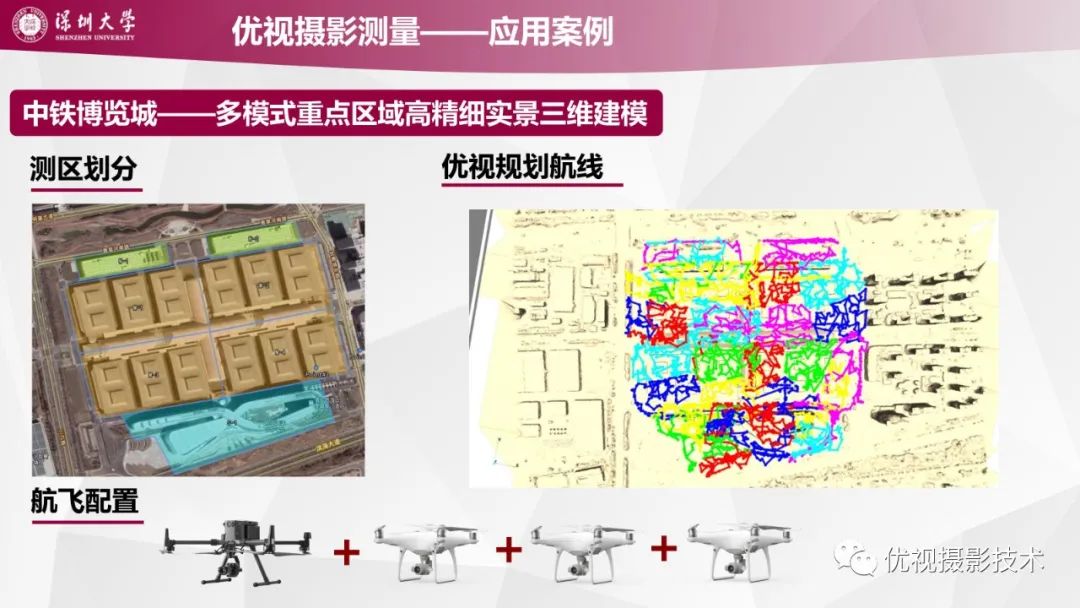 深圳大学
SHENZHEN UNIVERSITY
优视摄影测量——应用案例
中铁博览城——多模式重点区域高精细实景三维建模
测区划分
优视规划航线
航飞配置
+
+
+
优视摄影技术